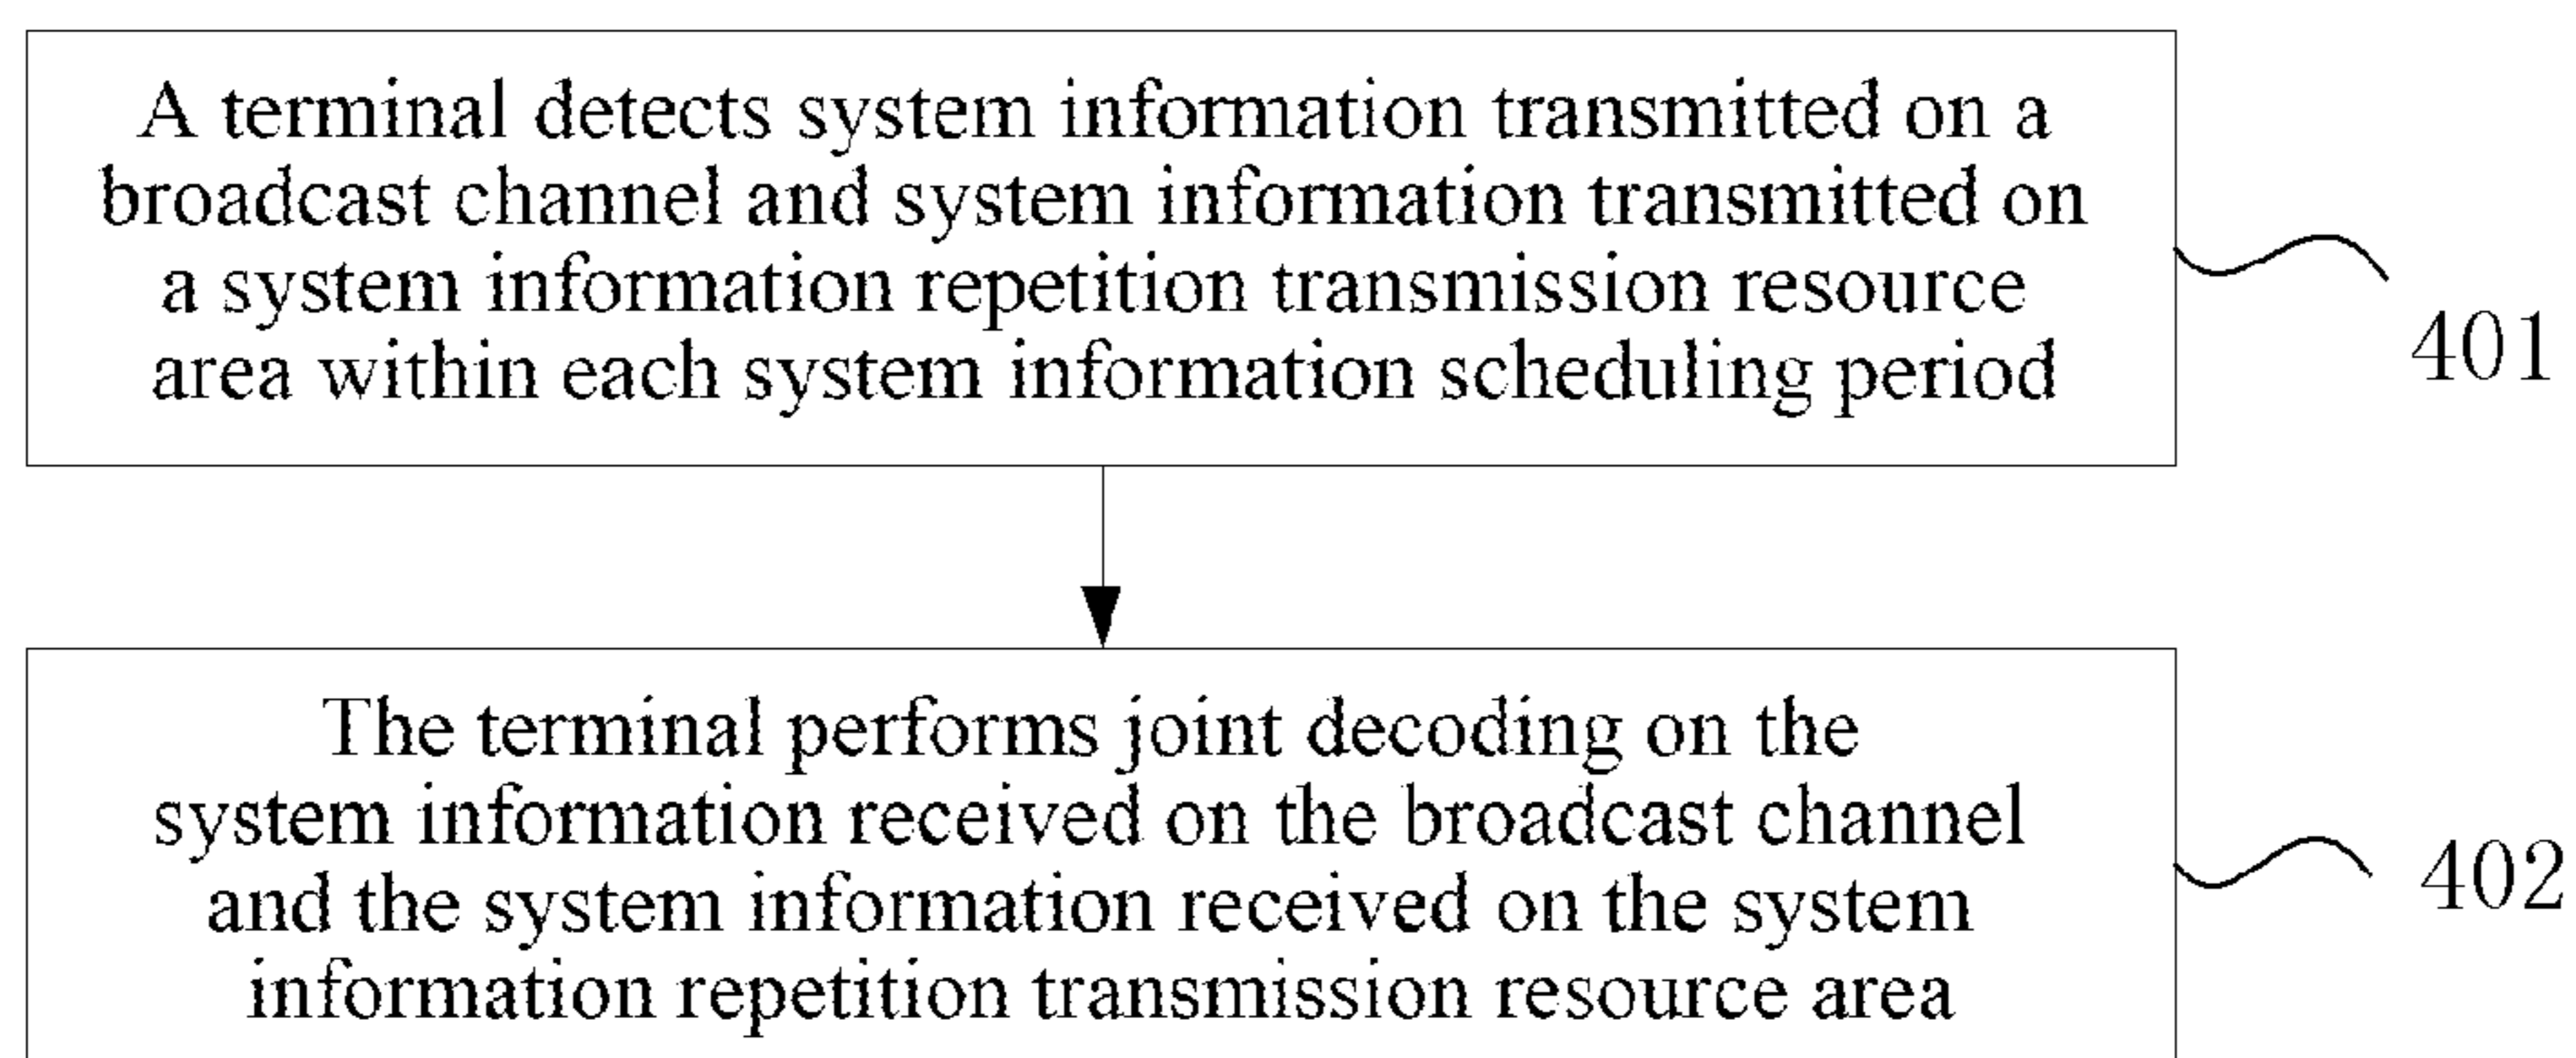 A terminal detects system information transmitted on a
broadcast channel and system information transmitted on
a system information repetition transmission resource
area within each system information scheduling period
401
The terminal performs joint decoding on the
system information received on the broadcast channel
and the system information received on the system
information repetition transmission resource area
402